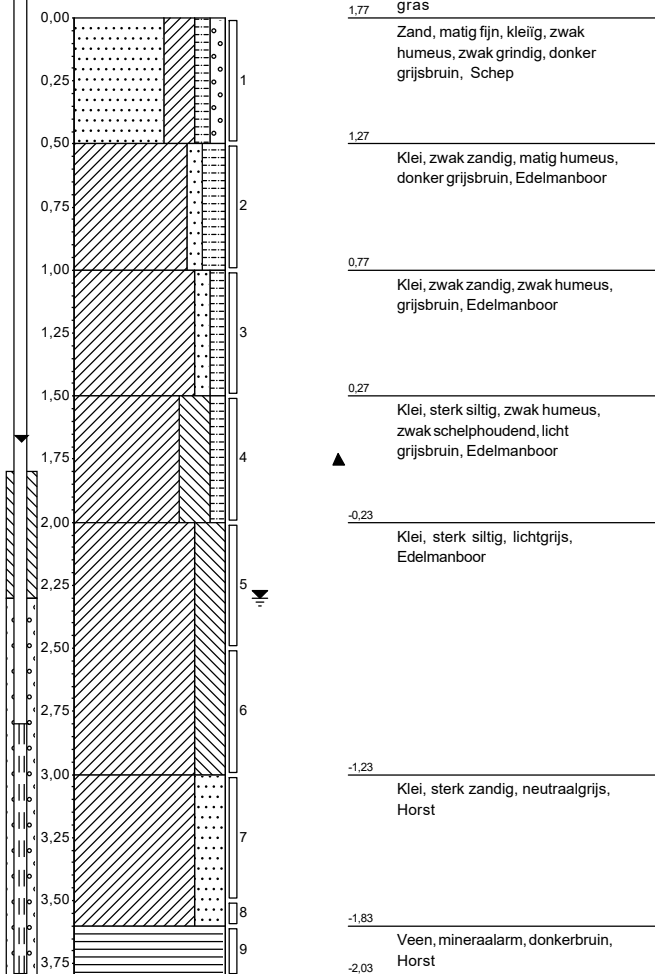 gras
1,77
0,00
Zand, matig fijn, kleiïg, zwak
humeus, zwak grindig, donker
grijsbruin, Schep
0,25
1
0,50
1,27
Klei, zwak zandig, matig humeus,
donker grijsbruin, Edelmanboor
0,75
2
1,00
0,77
Klei, zwak zandig, zwak humeus,
grijsbruin, Edelmanboor
1,25
3
1,50
0,27
Klei, sterk siltig, zwak humeus,
zwak schelphoudend, licht
grijsbruin, Edelmanboor
1,75
4
2,00
-0,23
Klei, sterk siltig, lichtgrijs,
Edelmanboor
2,25
5
2,50
2,75
6
3,00
-1,23
Klei, sterk zandig, neutraalgrijs,
Horst
3,25
7
3,50
8
-1,83
Veen, mineraalarm, donkerbruin,
Horst
9
3,75
-2,03